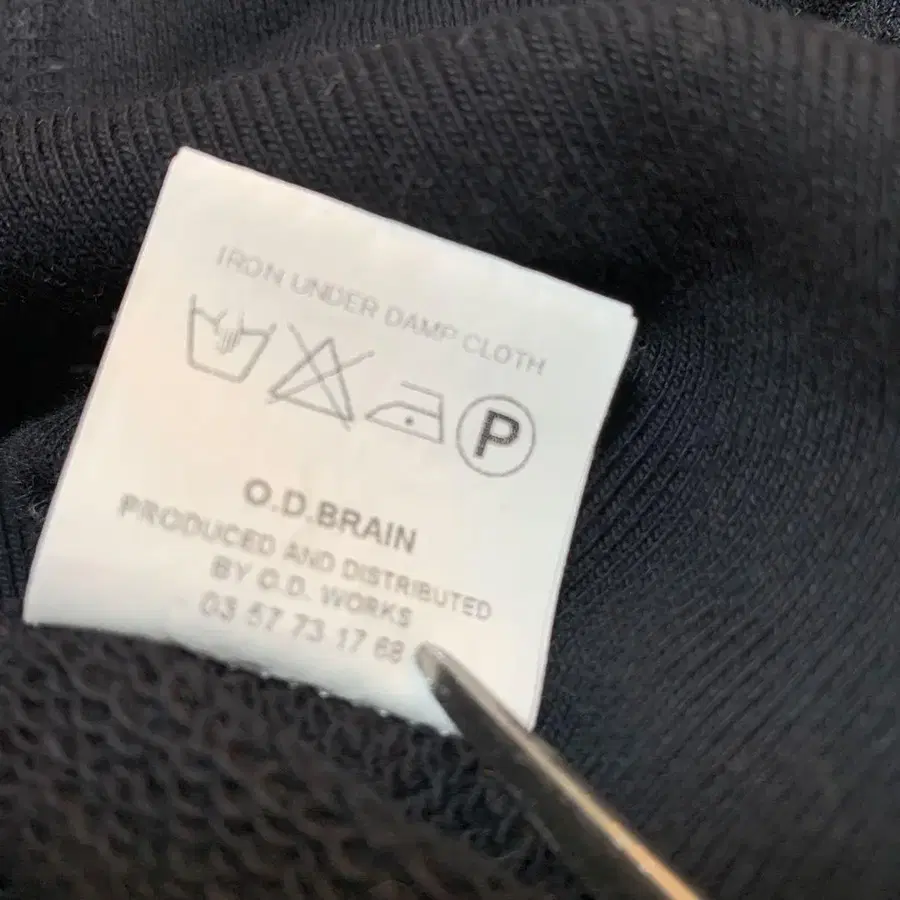 IRON UNDER DAMP CLOTH
P
O.D.BRAIN
PRODUCED AND DISTRIBUTED
BY O.D. WORKS
03 57 73 17 68